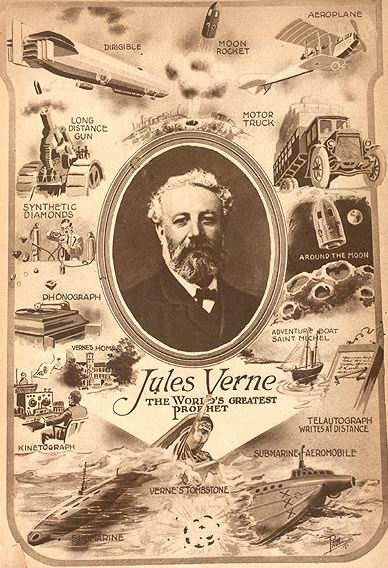 DIRIGIBLE
MOON
ROCKET
AEROPLANE
LONG
DISTANCE
GUN
MOTOR
TRUCK
SYNTHETIC
DIAMONDS
AROUND THE MOON
PHONOGRAPH
VERNE'S HOME
ADVENTURE BOAT
SAINT MICHEL
Jules Verne
THE WORLD'S GREATEST
PROPHET
KINETOGRAPH
TELAUTOGRAPH
WRITES AT DISTANCE
SUBMARINE-AEROMOBILE
VERNE'S TOMBSTONE
SUBMARINE